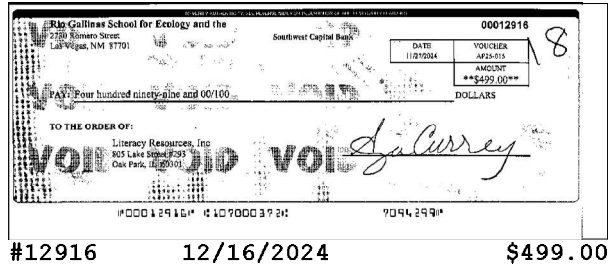 Rio Gallinas School for Ecology and the
2730 Romero Street
Las Vegas, NM 87701
Southwest Capital Bank
00012916
DATE
11/27/2024
VOUCHER
AP25-015
AMOUNT
**$499.00**
18
PAY: Four hundred ninety-nine and 00/100
DOLLARS
TO THE ORDER OF:
Literacy Resources, Inc
805 Lake Street #293
Oak Park, IL 60301
VOID VOID VOID
⑈00012916⑈ ⑆107000372⑆ 7094299⑈
#12916 12/16/2024 $499.00